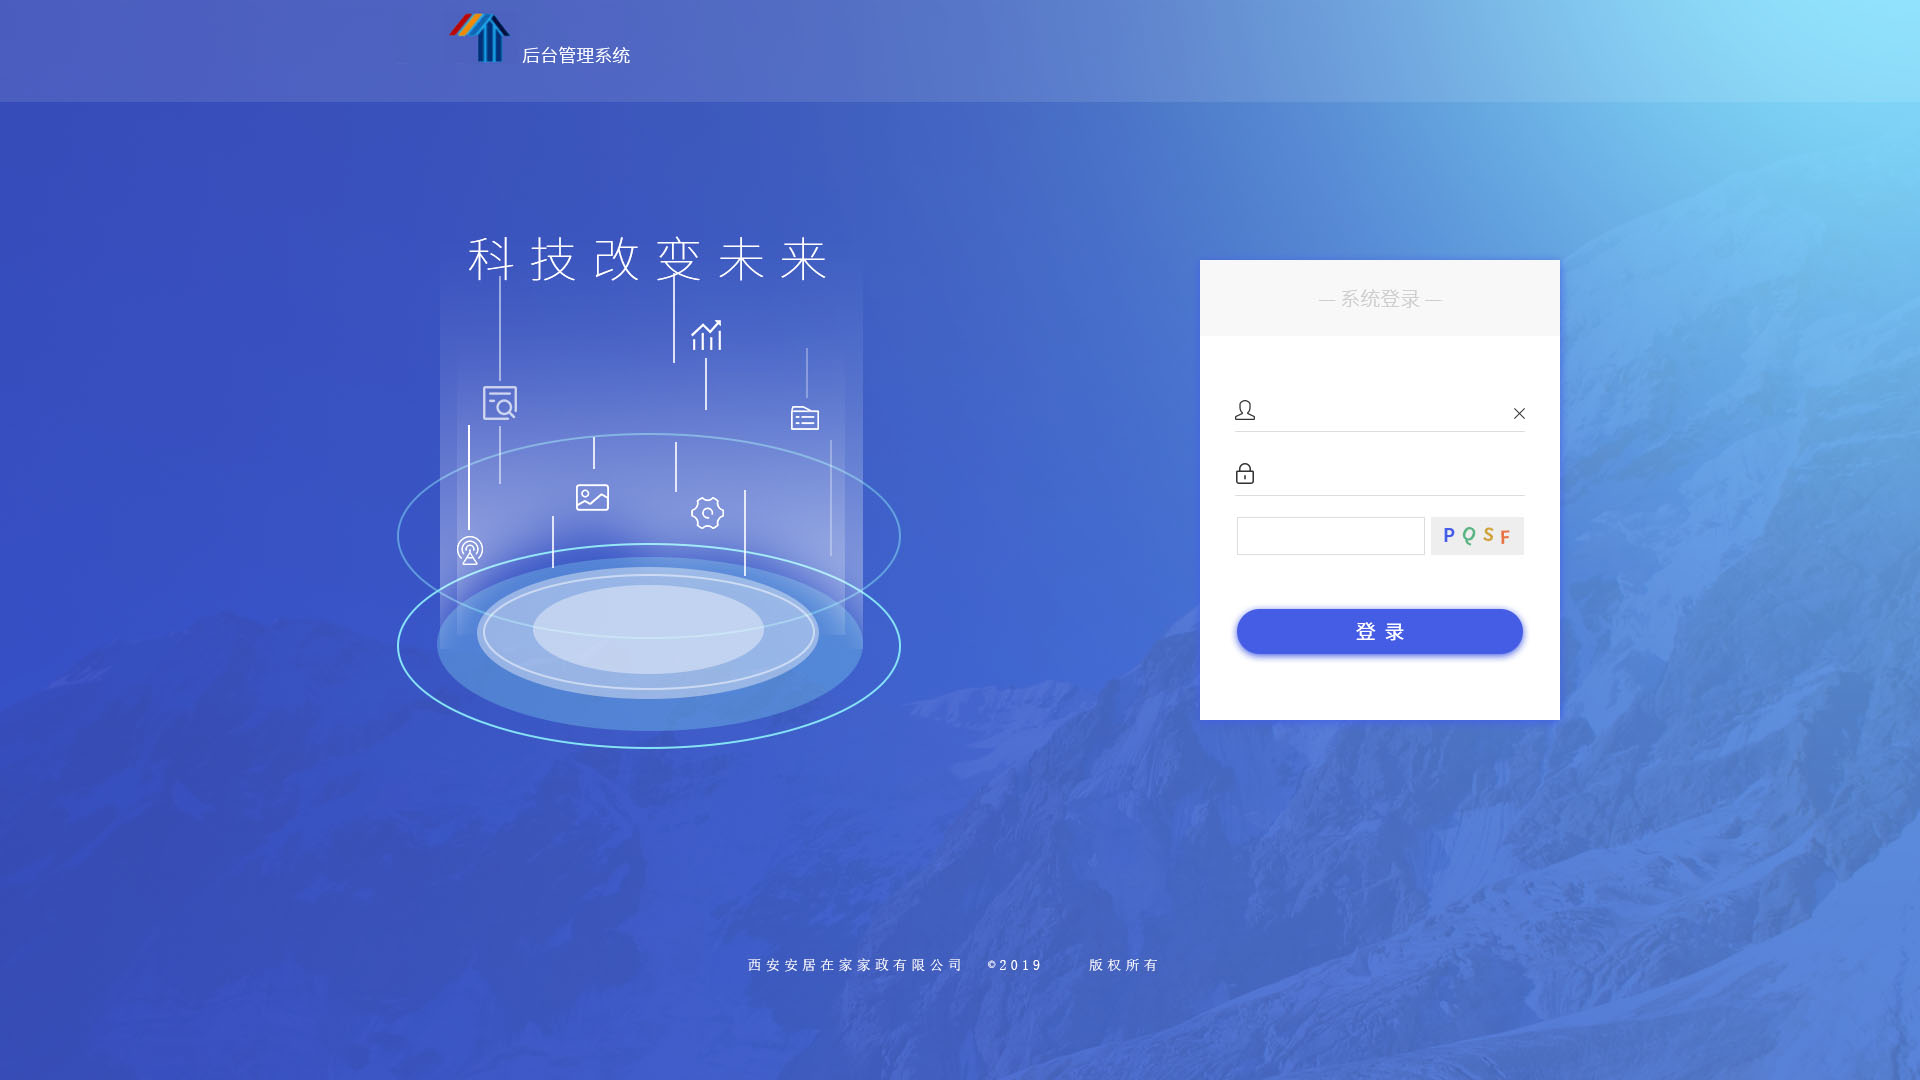 后台管理系统
科技改变未来
— 系统登录 —
PQSF
登 录
西安安居在家家政有限公司 ©2019 版权所有